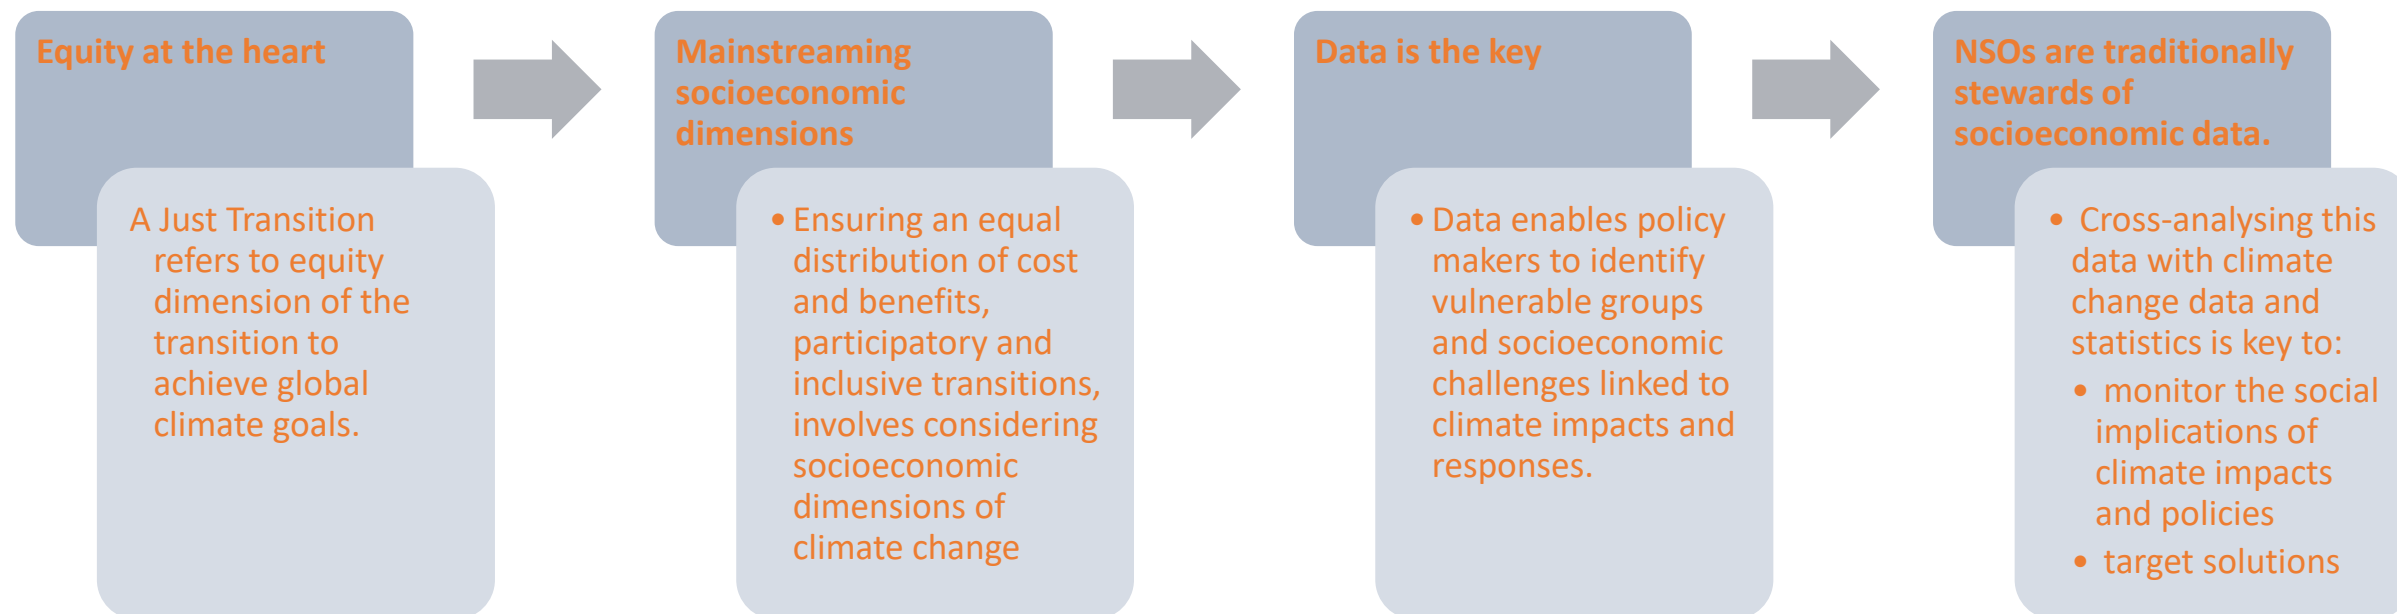 Equity at the heart
A Just Transition
refers to equity
dimension of the
transition to
achieve global
climate goals.
Mainstreaming
socioeconomic
dimensions
• Ensuring an equal
distribution of cost
and benefits,
participatory and
inclusive transitions,
involves considering
socioeconomic
dimensions of
climate change
Data is the key
• Data enables policy
makers to identify
vulnerable groups
and socioeconomic
challenges linked to
climate impacts and
responses.
NSOs are traditionally
stewards of
socioeconomic data.
• Cross-analysing this
data with climate
change data and
statistics is key to:
• monitor the social
implications of
climate impacts
and policies
• target solutions